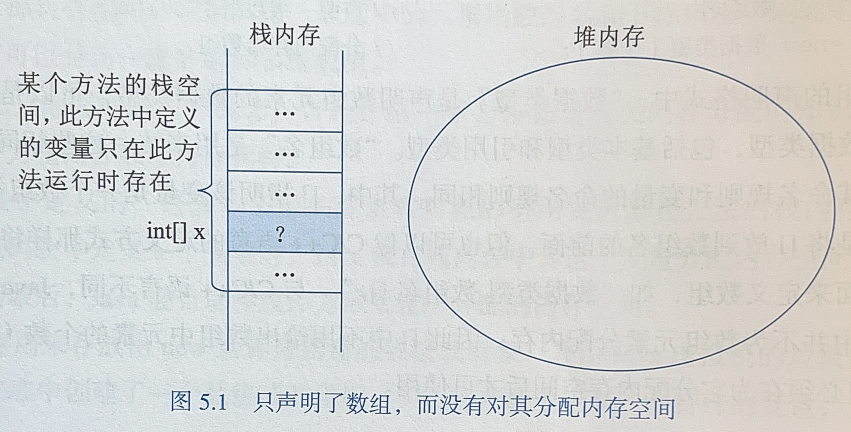 栈内存
堆内存
某个方法的栈空
间，此方法中定义
的变量只在此方
法运行时存在
...
...
...
int[] x
?
...
图 5.1 只声明了数组，而没有对其分配内存空间